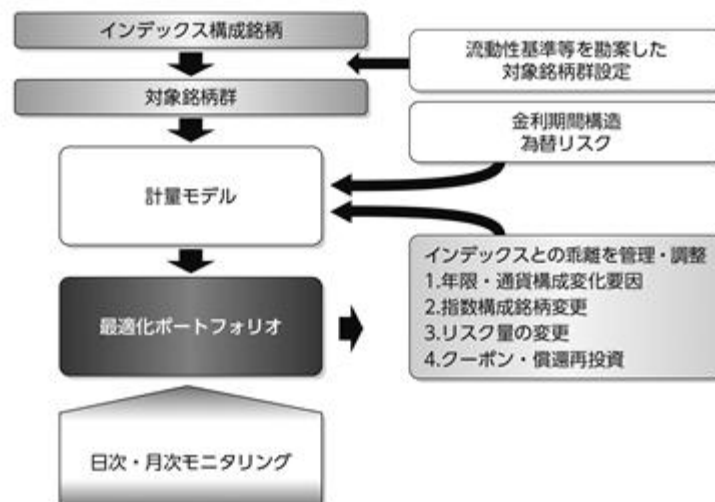 インデックス構成銘柄
流動性基準等を勘案した
対象銘柄群設定
対象銘柄群
金利期間構造
為替リスク
計量モデル
インデックスとの乖離を管理・調整
1.年限・通貨構成変化要因
2.指数構成銘柄変更
3.リスク量の変更
4.クーポン・償還再投資
最適化ポートフォリオ
日次・月次モニタリング